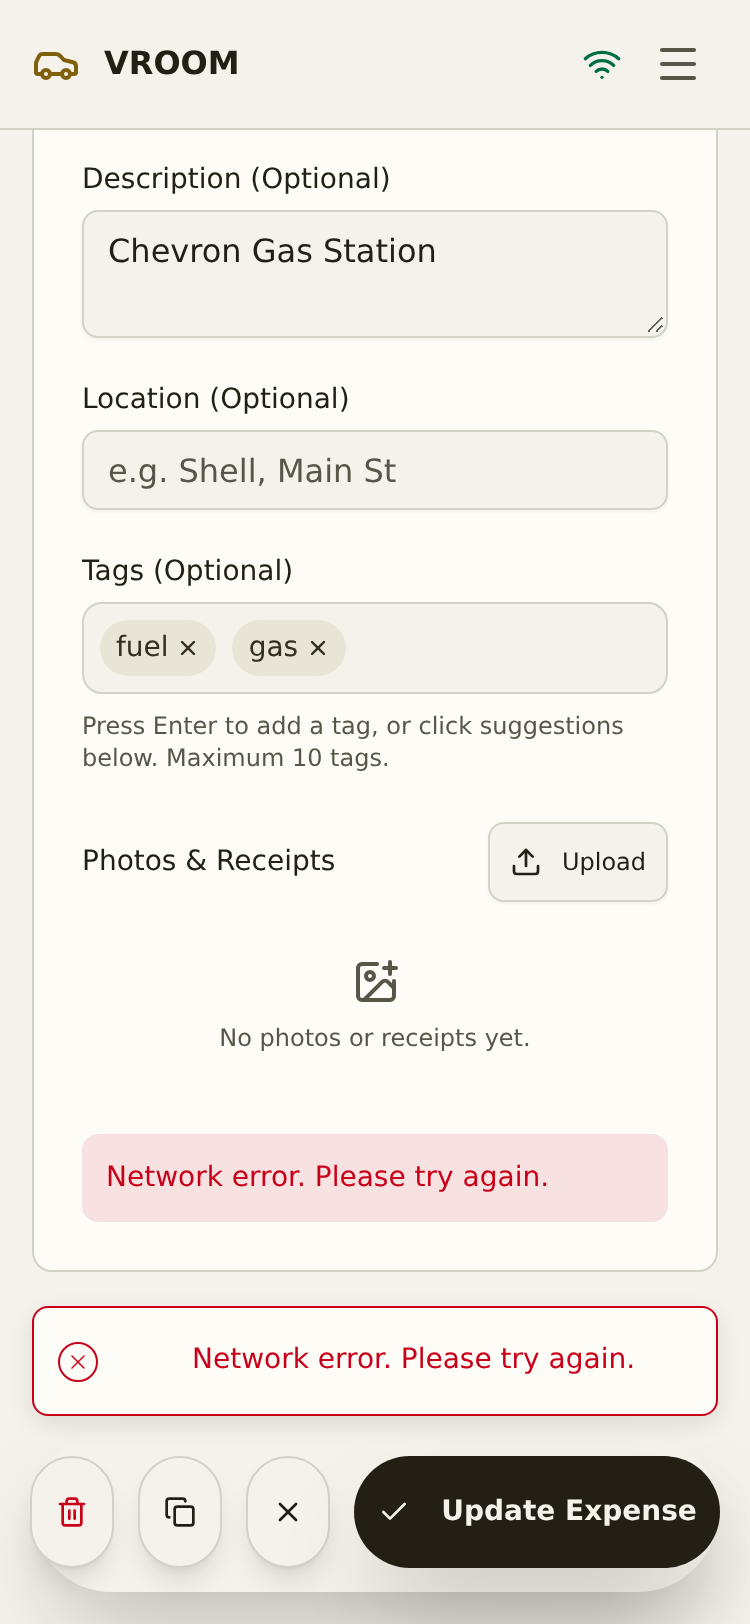 VROOM
Description (Optional)
Chevron Gas Station
Location (Optional)
e.g. Shell, Main St
Tags (Optional)
fuel × gas ×
Press Enter to add a tag, or click suggestions
below. Maximum 10 tags.
Photos & Receipts Upload
No photos or receipts yet.
Network error. Please try again.
Network error. Please try again.
Update Expense